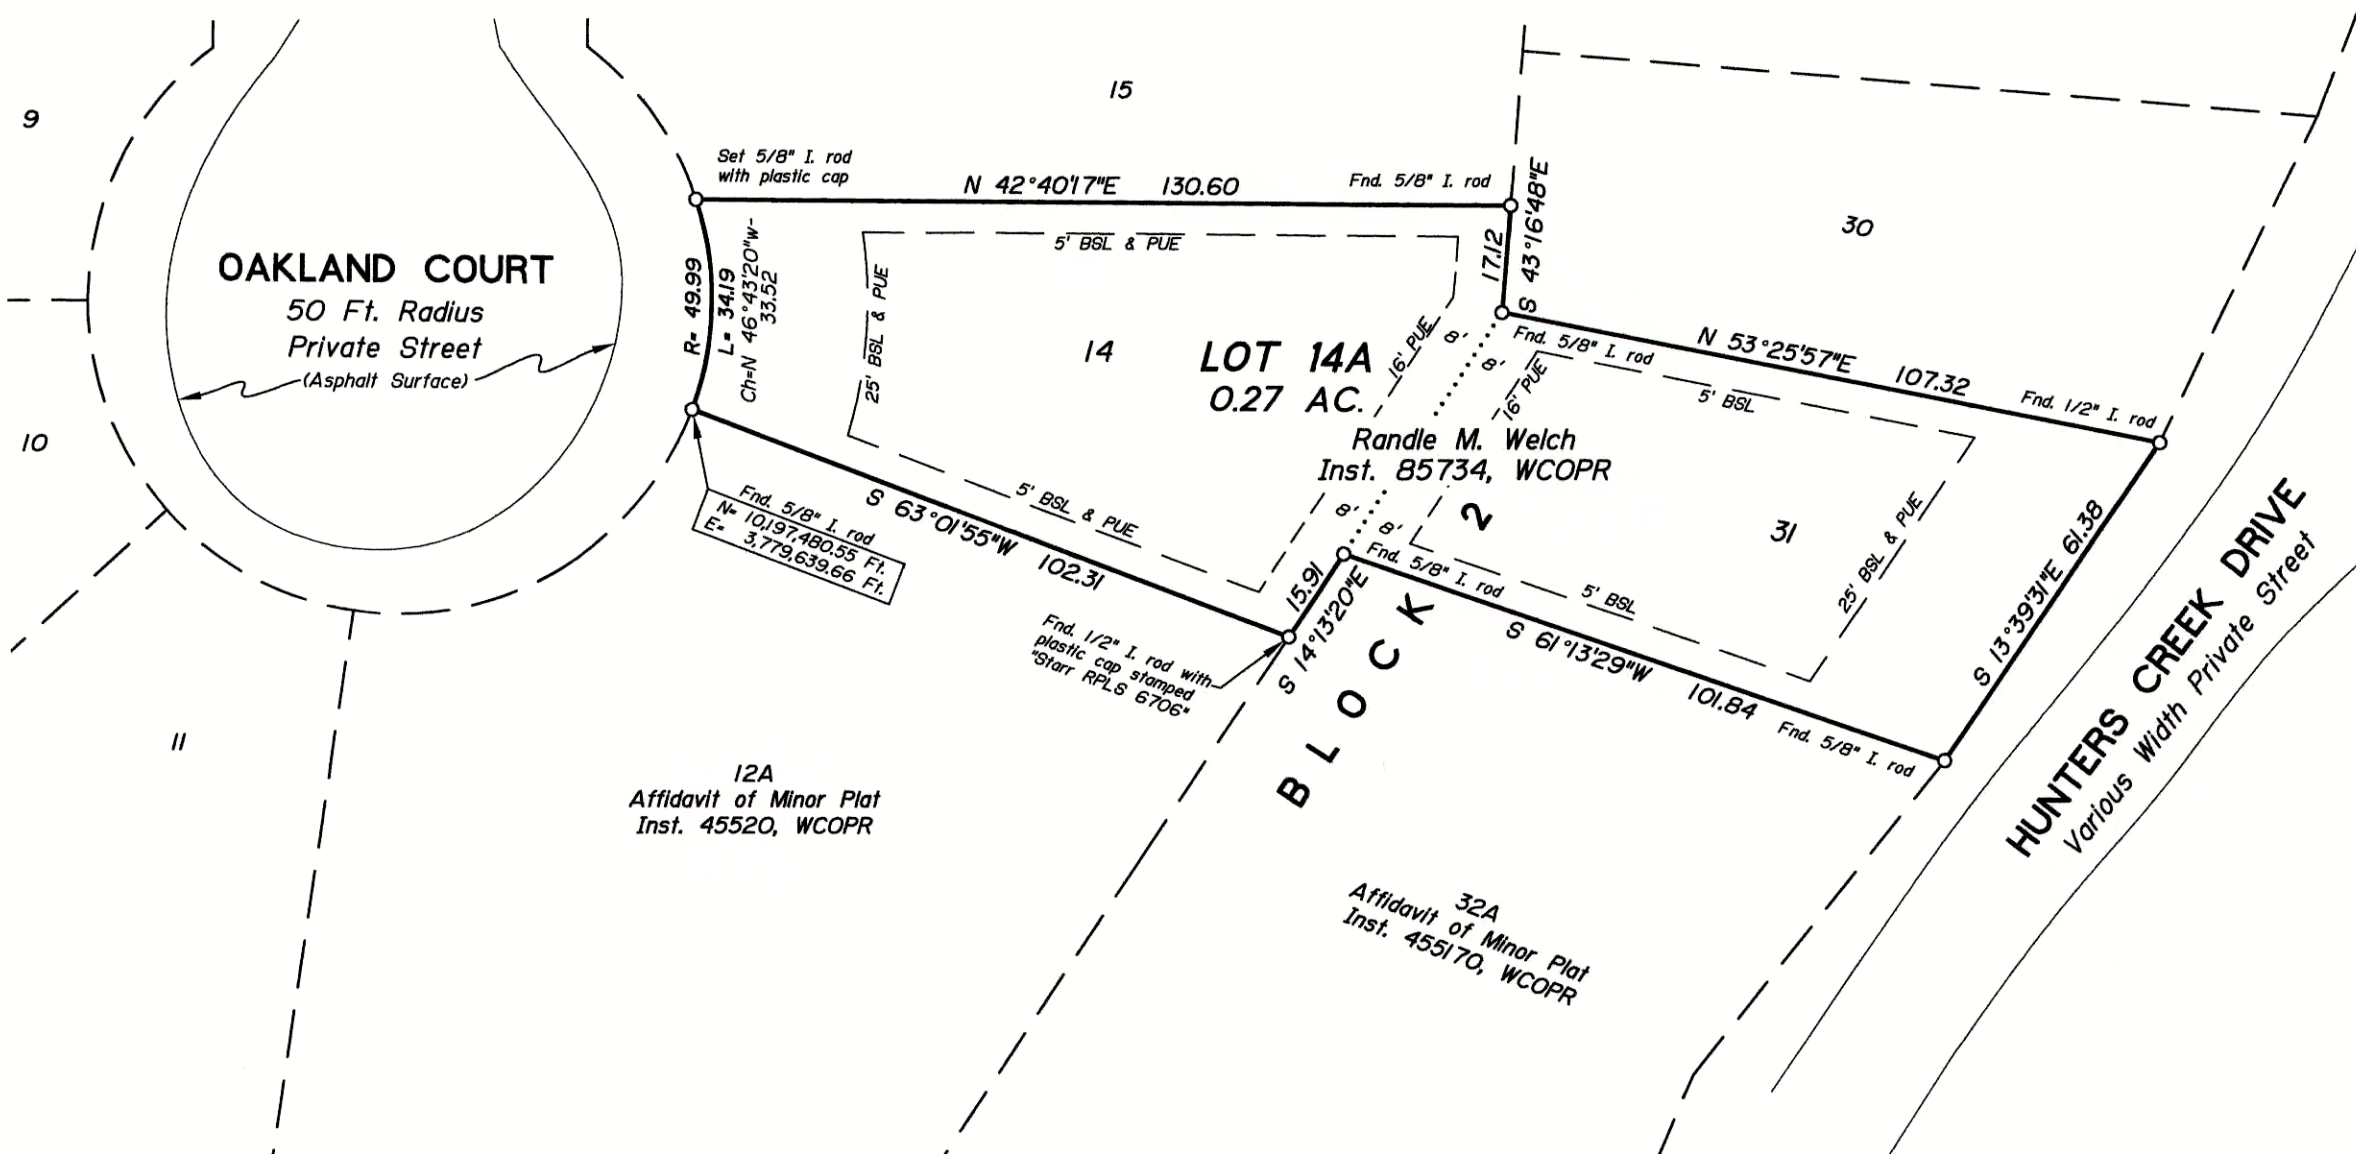 9
15
Set 5/8" I. rod
with plastic cap
N 42°40'17"E 130.60
Fnd. 5/8" I. rod
17.12
S 43°16'48"E
30
OAKLAND COURT
50 Ft. Radius
Private Street
(Asphalt Surface)
R= 49.99
L= 34.19
Ch=N 46°43'20"W-
33.52
5' BSL & PUE
25' BSL & PUE
14
LOT 14A
0.27 AC.
16' PUE
8'
8'
16' PUE
Fnd. 5/8" I. rod
N 53°25'57"E 107.32
5' BSL
Fnd. 1/2" I. rod
10
Randle M. Welch
Inst. 85734, WCOPR
Fnd. 5/8" I. rod
N= 10,197,480.55 Ft.
E= 3,779,639.66 Ft.
S 63°01'55"W 102.31
5' BSL & PUE
8'
8'
BLOCK 2
31
25' BSL & PUE
S 13°39'31"E 61.38
HUNTERS CREEK DRIVE
Various Width Private Street
15.91
S 14°13'20"E
Fnd. 5/8" I. rod
5' BSL
S 61°13'29"W 101.84
Fnd. 5/8" I. rod
Fnd. 1/2" I. rod with
plastic cap stamped
"Starr RPLS 6706"
11
12A
Affidavit of Minor Plat
Inst. 45520, WCOPR
32A
Affidavit of Minor Plat
Inst. 455170, WCOPR